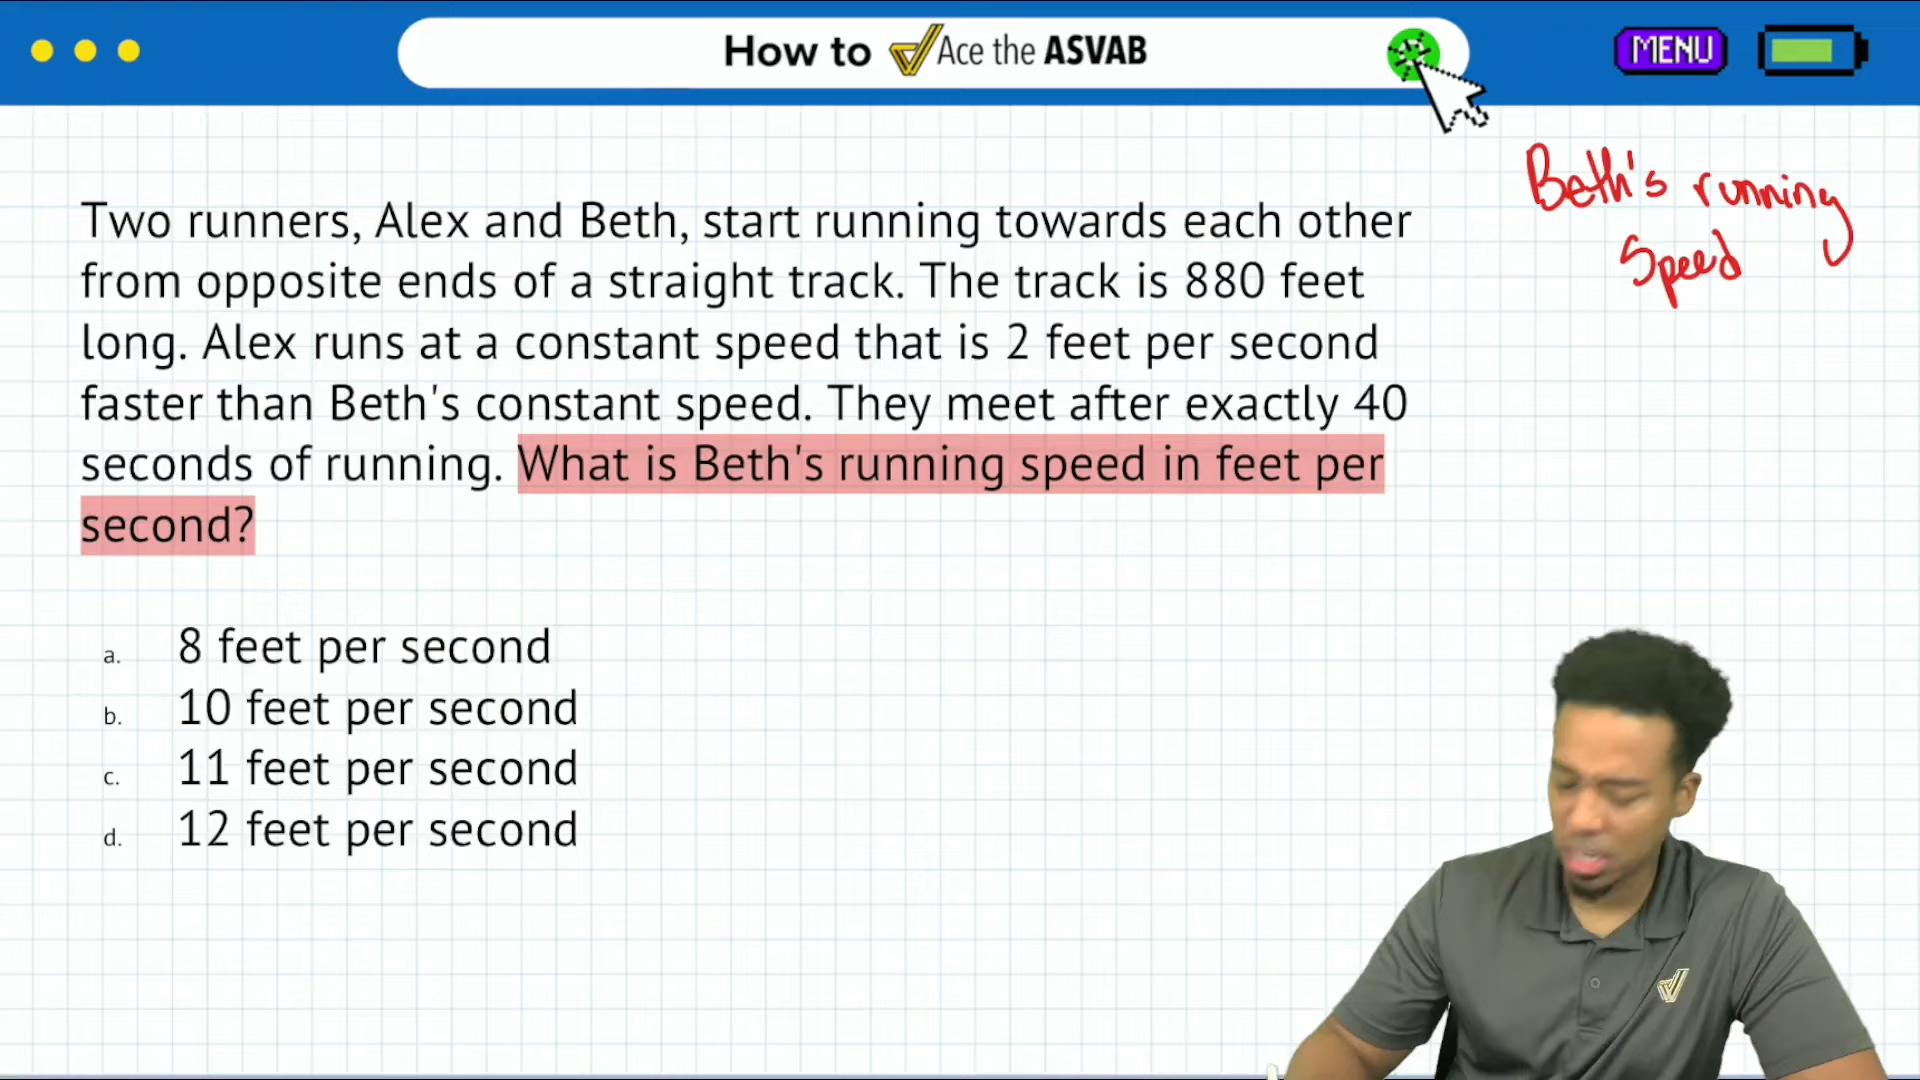 How to Ace the ASVAB
MENU
Beth's running
Speed
Two runners, Alex and Beth, start running towards each other
from opposite ends of a straight track. The track is 880 feet
long. Alex runs at a constant speed that is 2 feet per second
faster than Beth's constant speed. They meet after exactly 40
seconds of running. What is Beth's running speed in feet per
second?
a. 8 feet per second
b. 10 feet per second
c. 11 feet per second
d. 12 feet per second